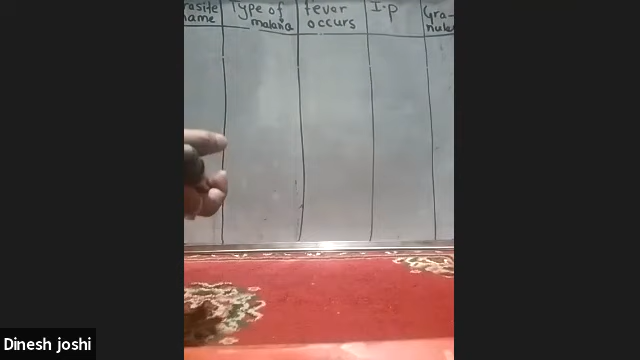 rasite Type of fever I.P Gra-
name malaria occurs nules
Dinesh joshi